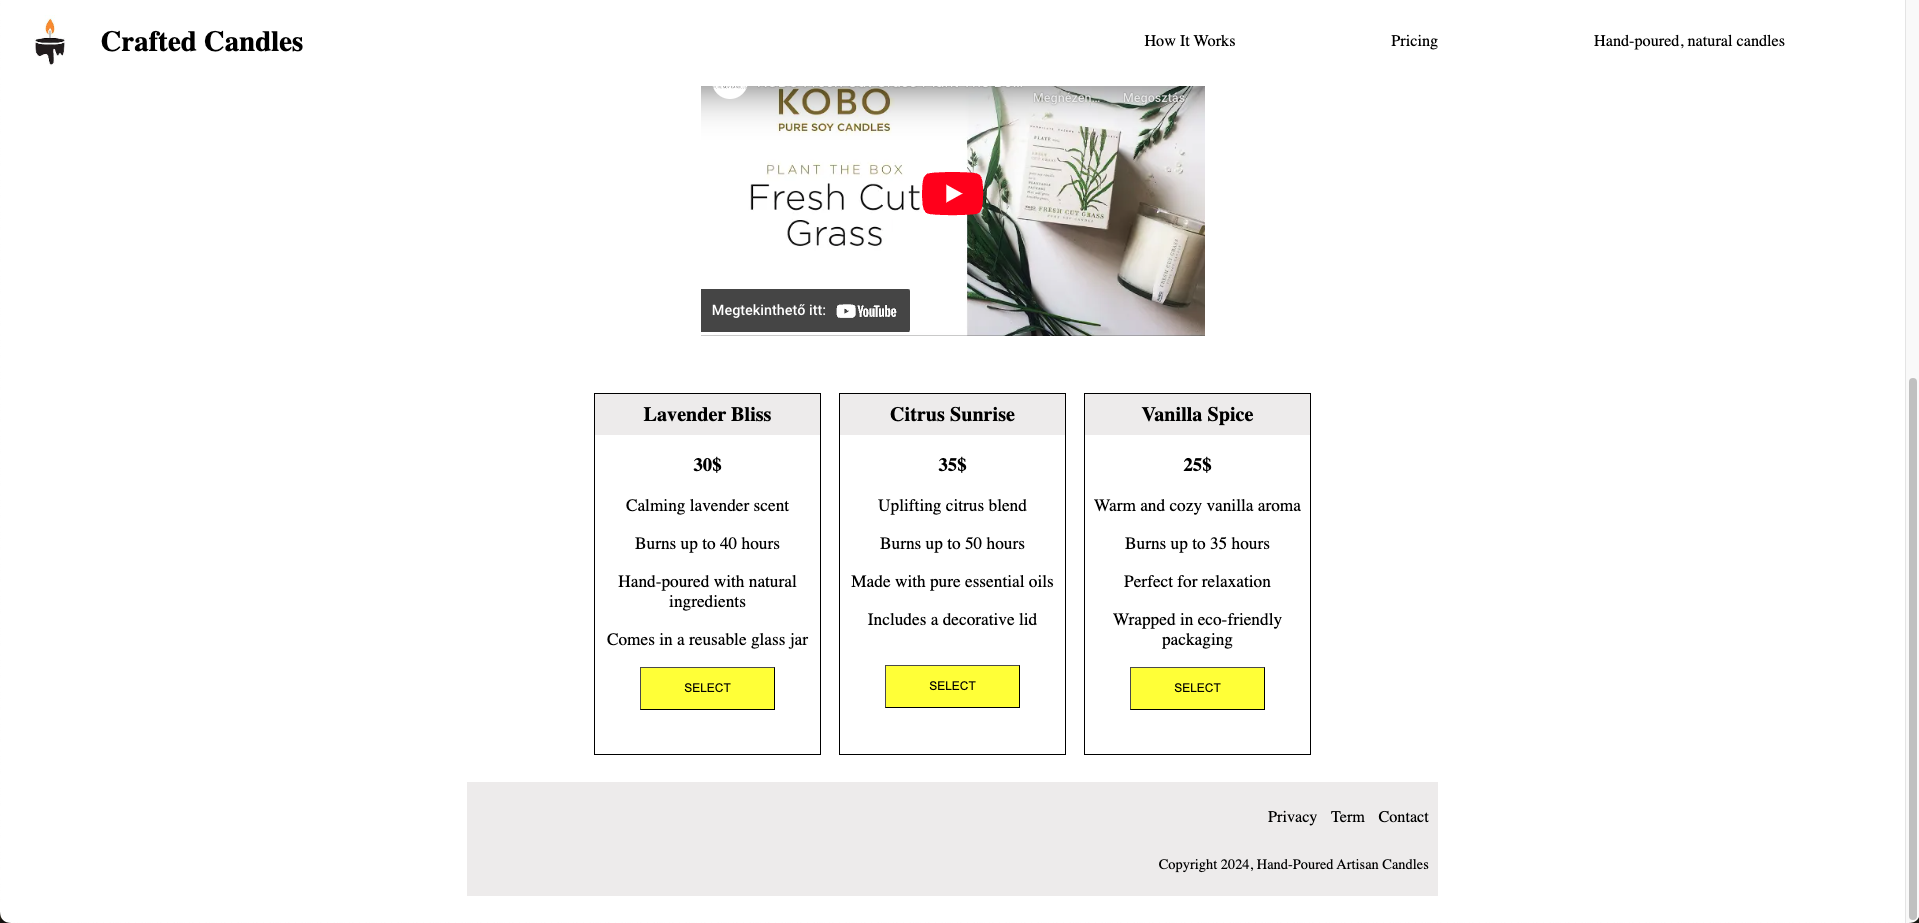 Crafted Candles
How It Works
Pricing
Hand-poured, natural candles
Megnézen...
Megosztás
KOBO
PURE SOY CANDLES
PLANT THE BOX
Fresh Cut
Grass
FRESH CUT GRASS
Megtekinthető itt: YouTube
Lavender Bliss
30$
Calming lavender scent
Burns up to 40 hours
Hand-poured with natural
ingredients
Comes in a reusable glass jar
SELECT
Citrus Sunrise
35$
Uplifting citrus blend
Burns up to 50 hours
Made with pure essential oils
Includes a decorative lid
SELECT
Vanilla Spice
25$
Warm and cozy vanilla aroma
Burns up to 35 hours
Perfect for relaxation
Wrapped in eco-friendly
packaging
SELECT
Privacy
Term
Contact
Copyright 2024, Hand-Poured Artisan Candles